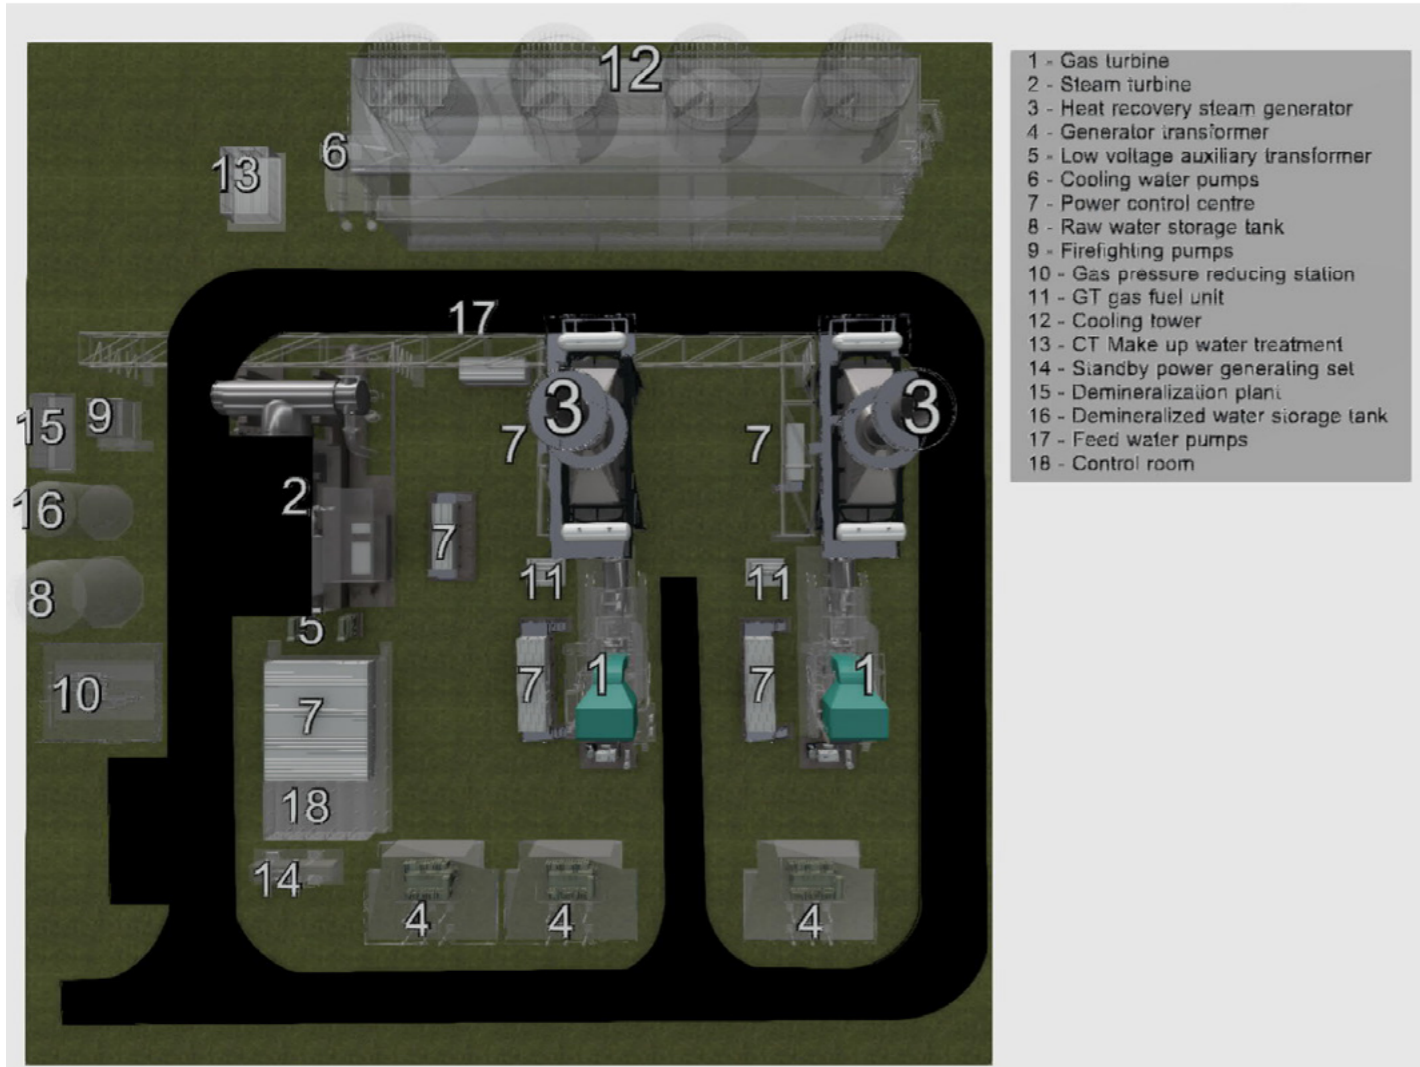 12
6
13
17
3
3
15
9
7
7
16
2
7
8
11
11
5
10
7
7
1
1
7
18
14
4
4
4
1 - Gas turbine
2 - Steam turbine
3 - Heat recovery steam generator
4 - Generator transformer
5 - Low voltage auxiliary transformer
6 - Cooling water pumps
7 - Power control centre
8 - Raw water storage tank
9 - Firefighting pumps
10 - Gas pressure reducing station
11 - GT gas fuel unit
12 - Cooling tower
13 - CT Make up water treatment
14 - Standby power generating set
15 - Demineralization plant
16 - Demineralized water storage tank
17 - Feed water pumps
18 - Control room